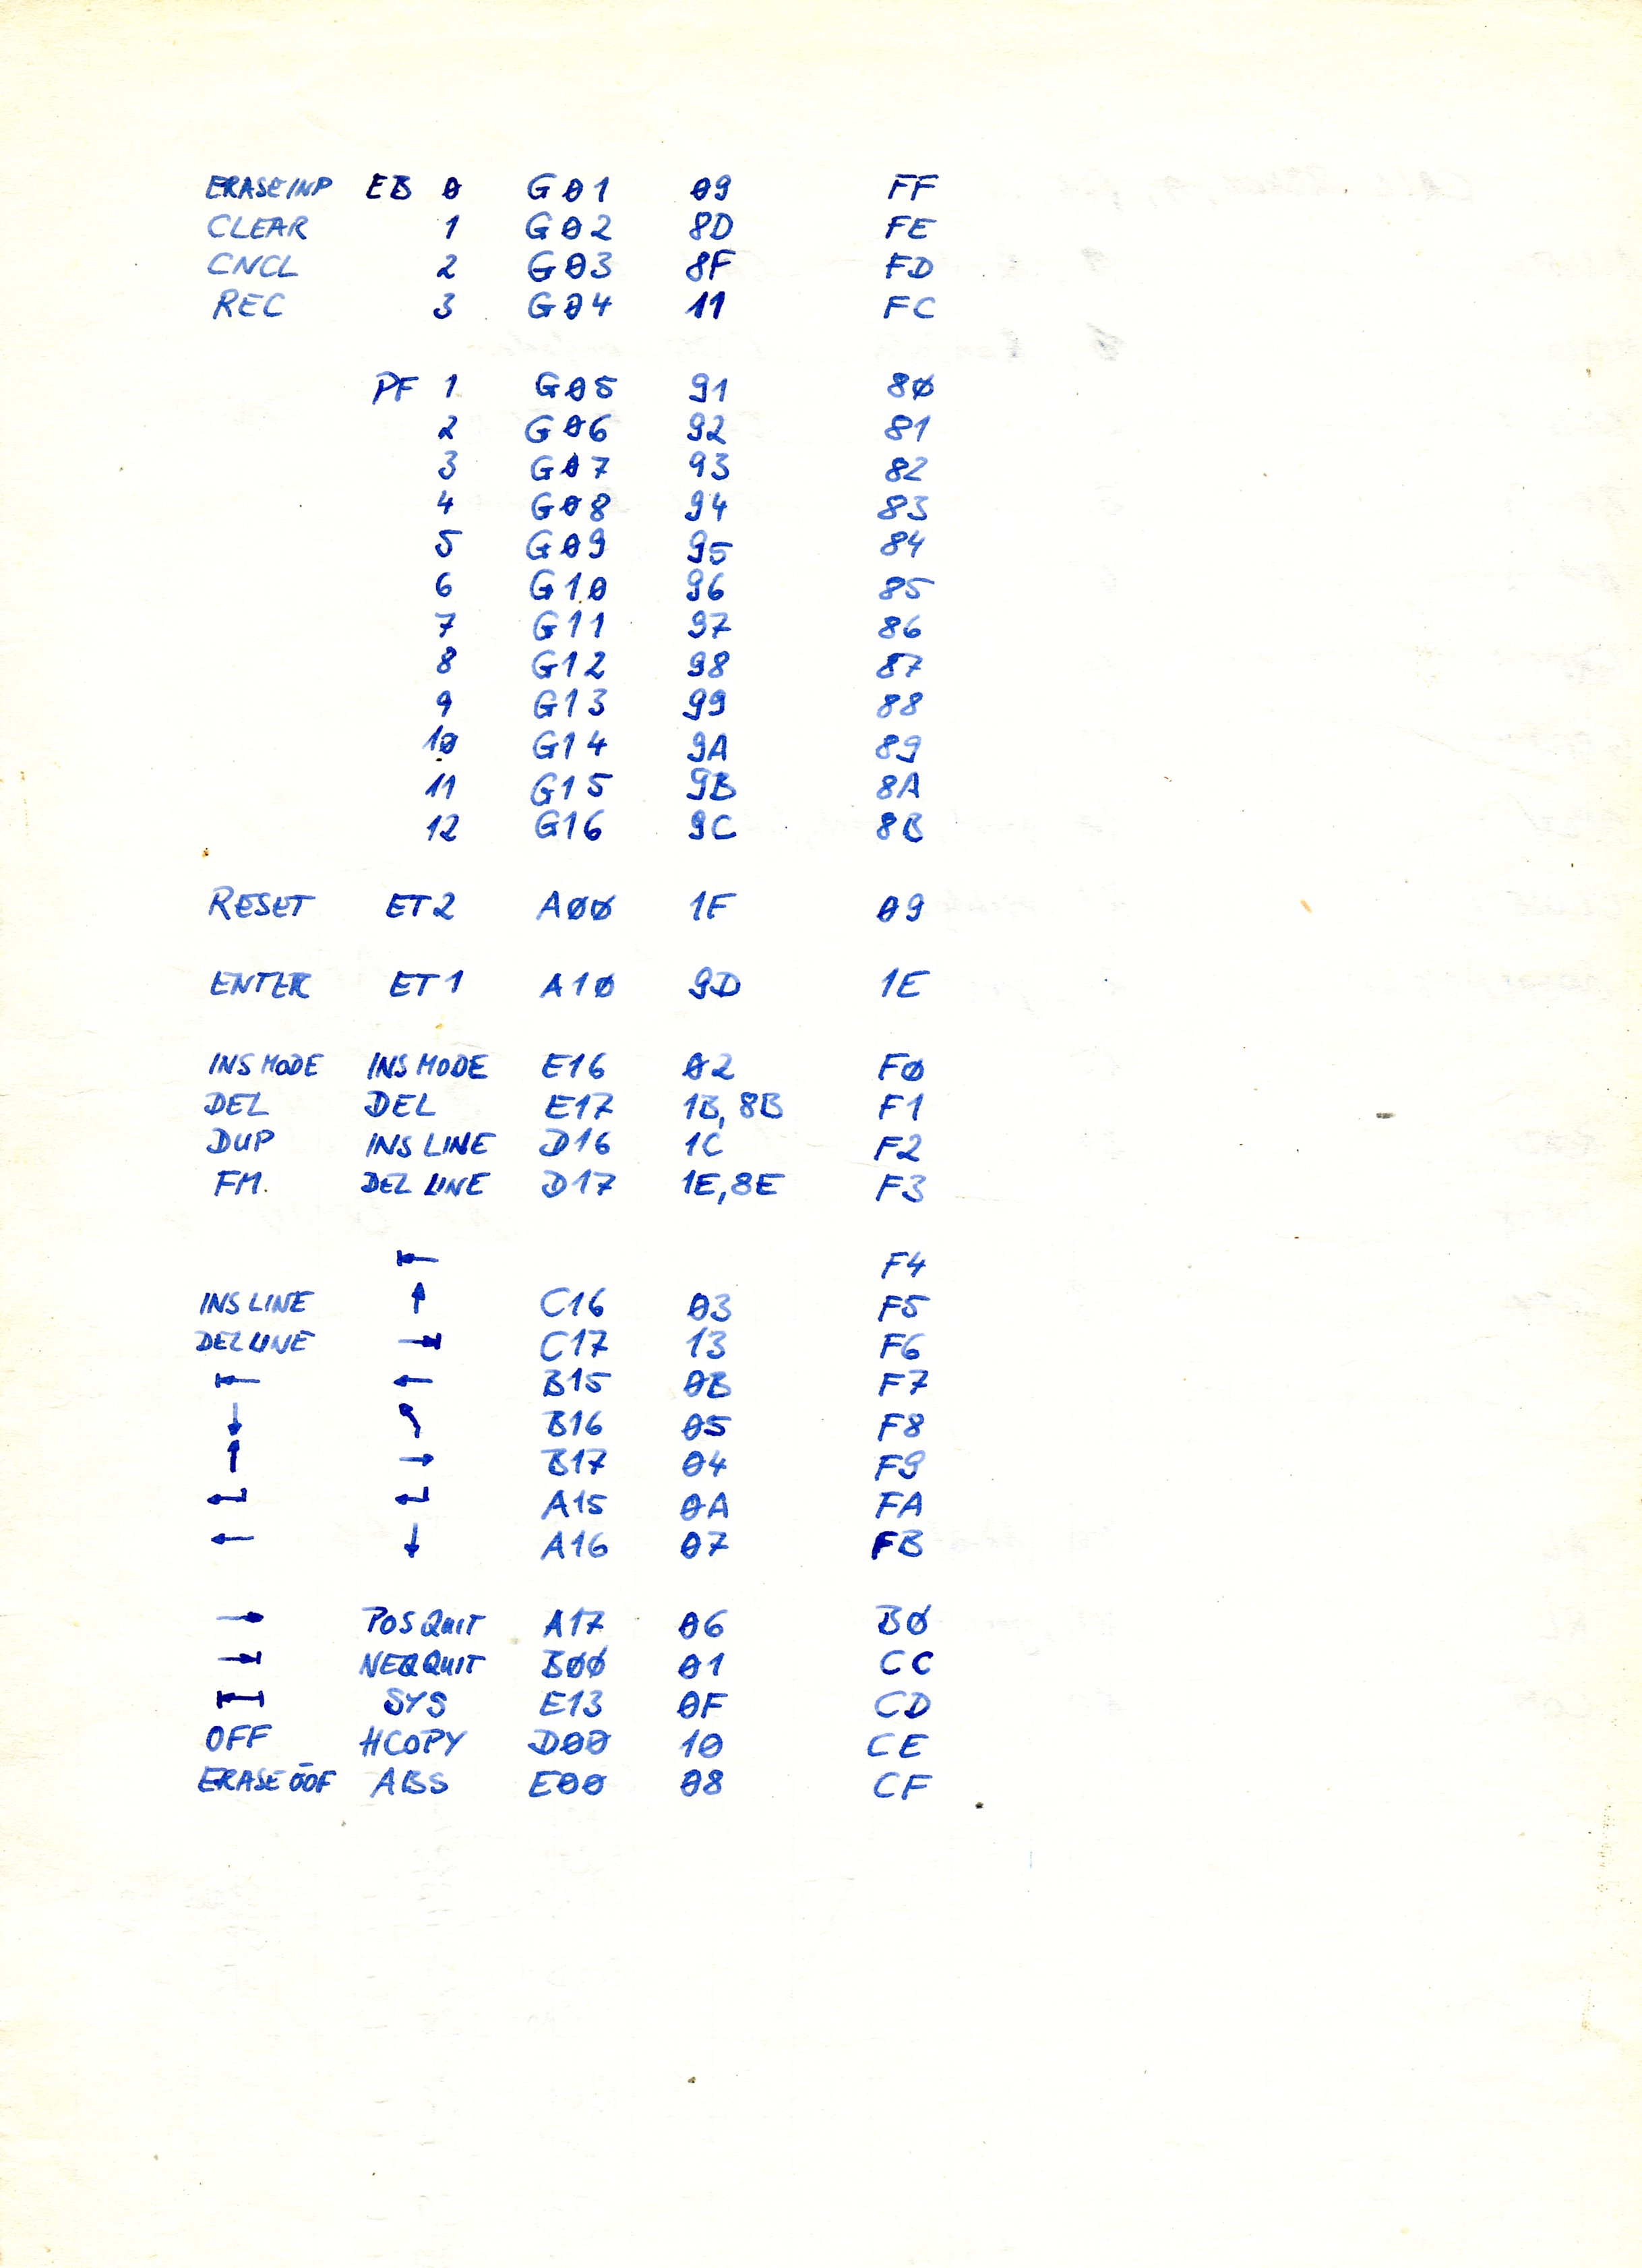 ERASEINP EB 0 G01 09 FF
CLEAR 1 G02 8D FE
CNCL 2 G03 8F FD
REC 3 G04 11 FC
PF 1 G05 91 80
2 G06 92 81
3 G07 93 82
4 G08 94 83
5 G09 95 84
6 G10 96 85
7 G11 97 86
8 G12 98 87
9 G13 99 88
10 G14 9A 89
11 G15 9B 8A
12 G16 9C 8B
RESET ET2 A00 1F 09
ENTER ET1 A10 9D 1E
INS MODE INS MODE E16 02 F0
DEL DEL E17 1B, 8B F1
DUP INS LINE D16 1C F2
FM. DEL LINE D17 1E, 8E F3
⇤ F4
INS LINE ↑ C16 03 F5
DEL LINE ⇥ C17 13 F6
⇤ ← B15 0B F7
↓ ↖ B16 05 F8
↑ → B17 04 F9
↵ ↵ A15 0A FA
← ↓ A16 07 FB
→ POS QUIT A17 06 B0
⇥ NEQ QUIT B00 01 CC
SYS E13 0F CD
OFF HCOPY D00 10 CE
ERASE ABS E00 08 CF